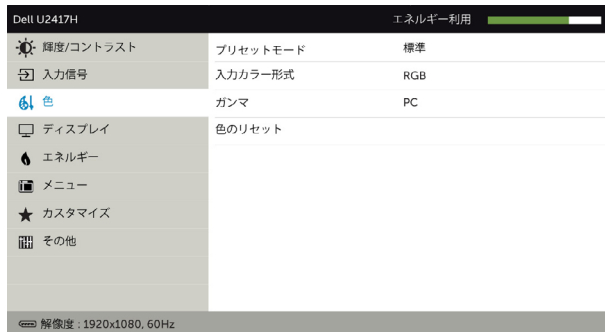 Dell U2417H エネルギー利用
輝度/コントラスト
入力信号
色
ディスプレイ
エネルギー
メニュー
カスタマイズ
その他
プリセットモード 標準
入力カラー形式 RGB
ガンマ PC
色のリセット
解像度 : 1920x1080, 60Hz